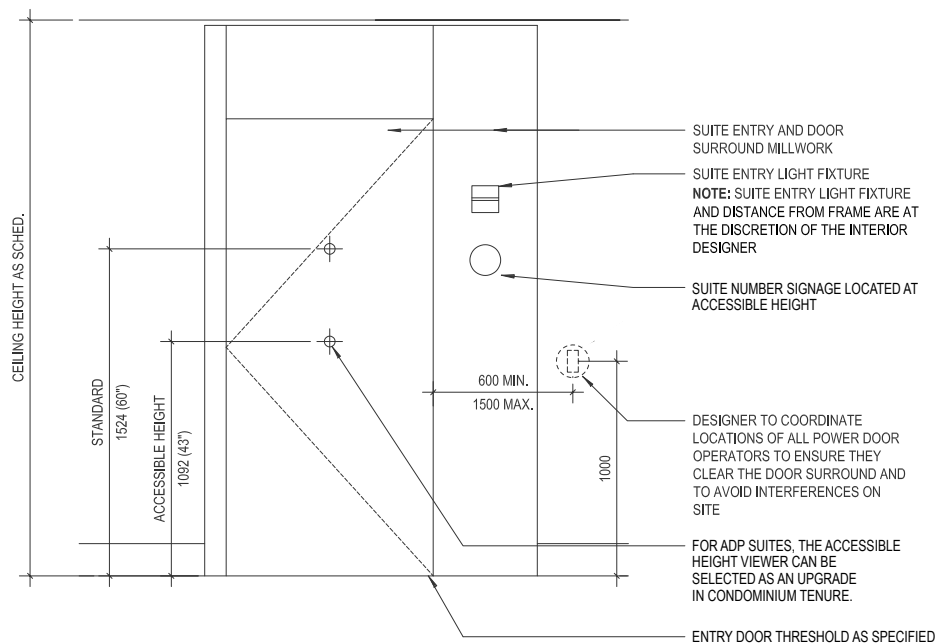 SUITE ENTRY AND DOOR
SURROUND MILLWORK
SUITE ENTRY LIGHT FIXTURE
NOTE: SUITE ENTRY LIGHT FIXTURE
AND DISTANCE FROM FRAME ARE AT
THE DISCRETION OF THE INTERIOR
DESIGNER
SUITE NUMBER SIGNAGE LOCATED AT
ACCESSIBLE HEIGHT
CEILING HEIGHT AS SCHED.
STANDARD
1524 (60")
ACCESSIBLE HEIGHT
1092 (43")
600 MIN.
1500 MAX.
1000
DESIGNER TO COORDINATE
LOCATIONS OF ALL POWER DOOR
OPERATORS TO ENSURE THEY
CLEAR THE DOOR SURROUND AND
TO AVOID INTERFERENCES ON
SITE
FOR ADP SUITES, THE ACCESSIBLE
HEIGHT VIEWER CAN BE
SELECTED AS AN UPGRADE
IN CONDOMINIUM TENURE.
ENTRY DOOR THRESHOLD AS SPECIFIED